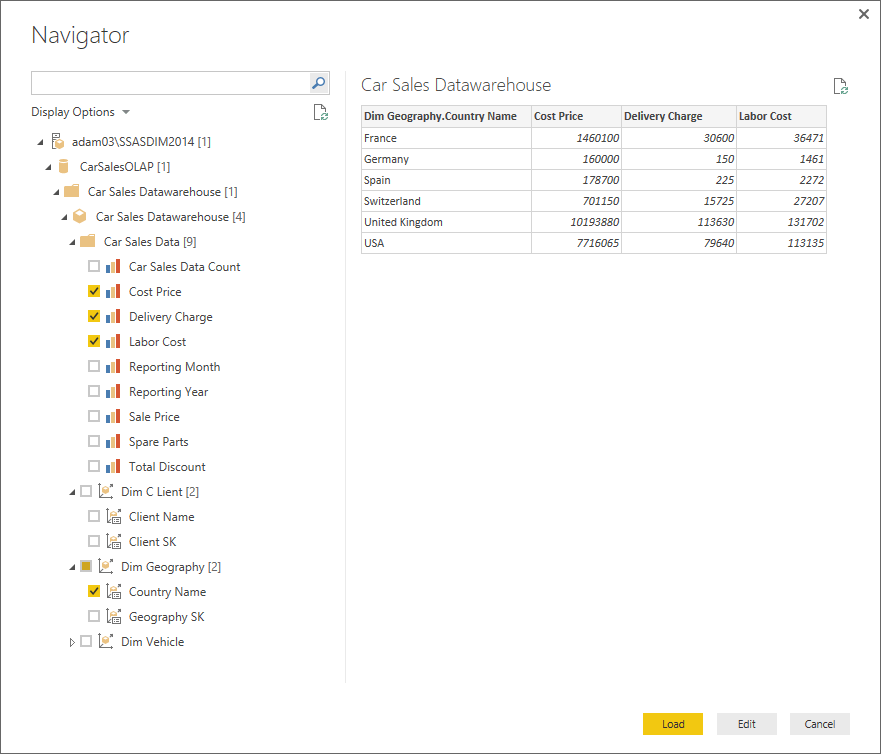 Navigator
Display Options
adam03\SSASDIM2014 [1]
CarSalesOLAP [1]
Car Sales Datawarehouse [1]
Car Sales Datawarehouse [4]
Car Sales Data [9]
Car Sales Data Count
Cost Price
Delivery Charge
Labor Cost
Reporting Month
Reporting Year
Sale Price
Spare Parts
Total Discount
Dim C Lient [2]
Client Name
Client SK
Dim Geography [2]
Country Name
Geography SK
Dim Vehicle
Car Sales Datawarehouse
Dim Geography.Country Name Cost Price Delivery Charge Labor Cost
France 1460100 30600 36471
Germany 160000 150 1461
Spain 178700 225 2272
Switzerland 701150 15725 27207
United Kingdom 10193880 113630 131702
USA 7716065 79640 113135
Load Edit Cancel